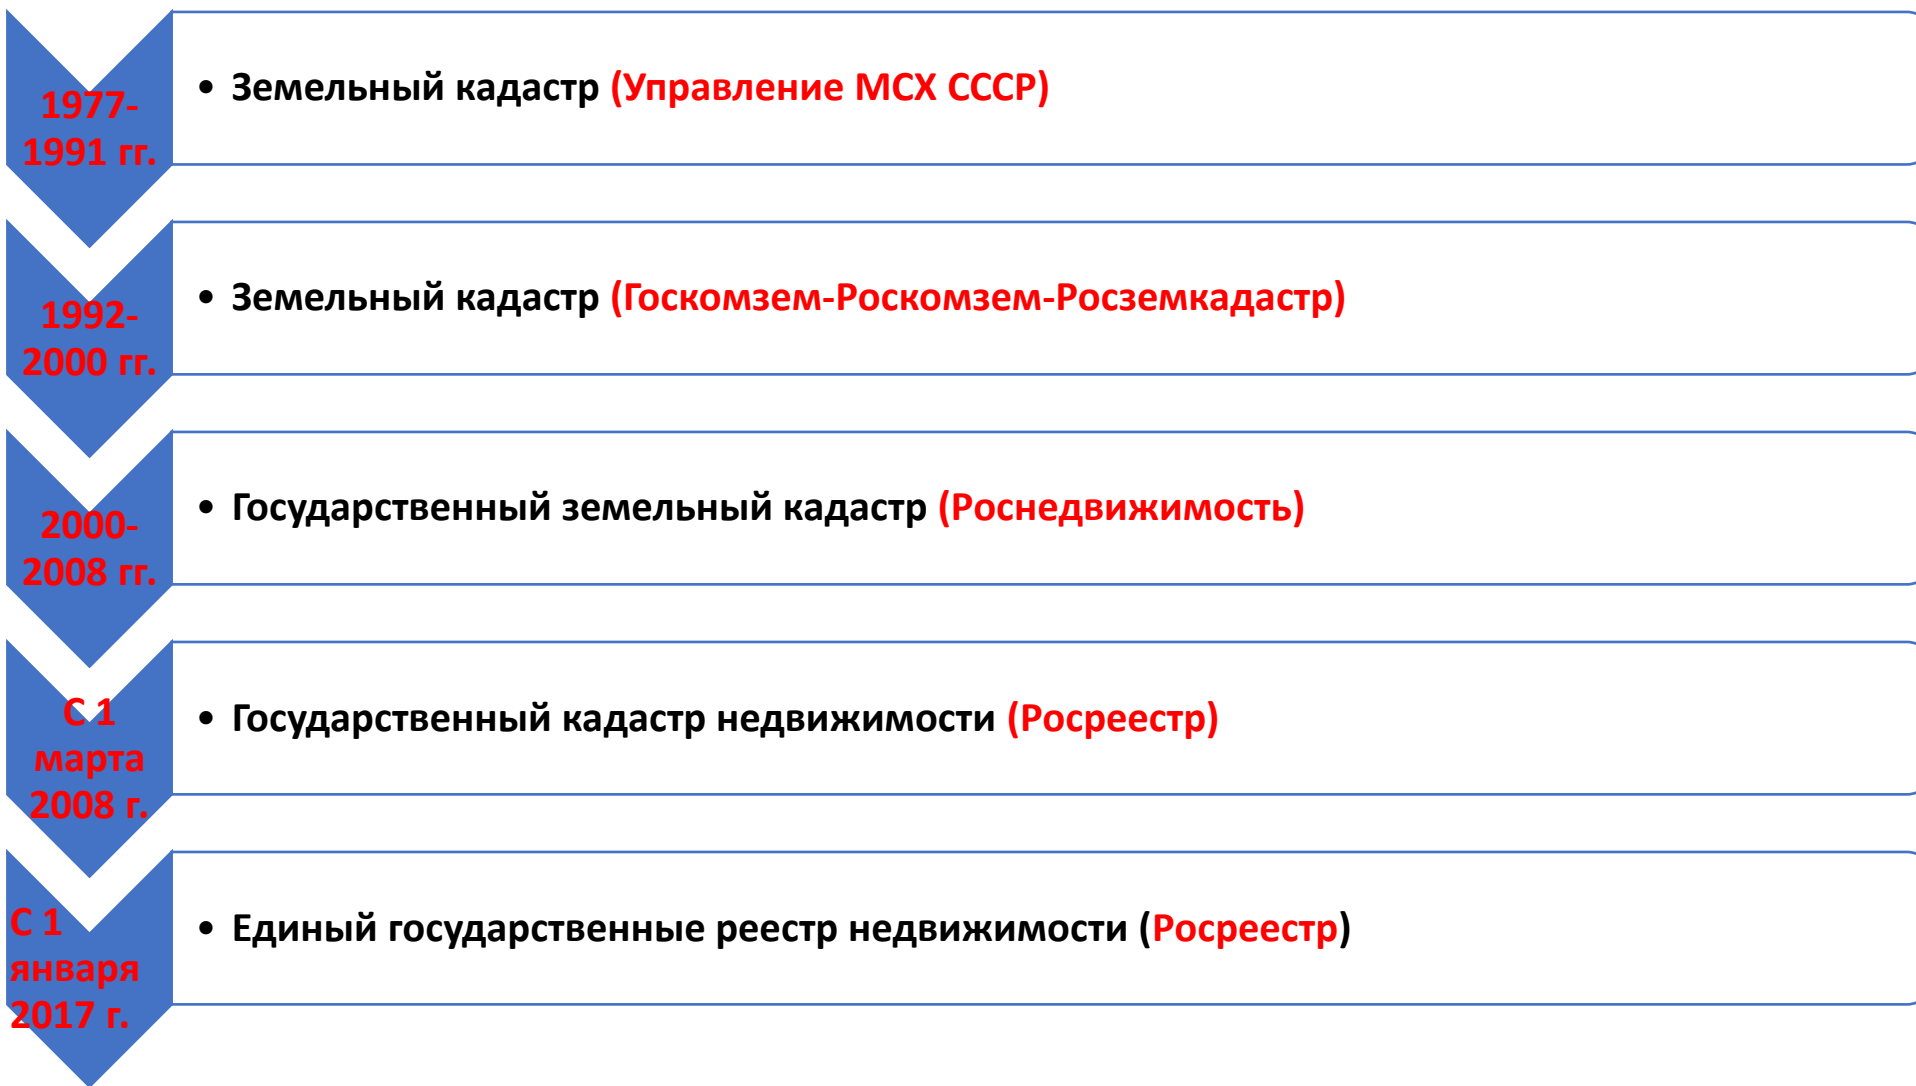 1977-
1991 гг.
• Земельный кадастр (Управление МСХ СССР)
1992-
2000 гг.
• Земельный кадастр (Госкомзем-Роскомзем-Росземкадастр)
2000-
2008 гг.
• Государственный земельный кадастр (Роснедвижимость)
С 1
марта
2008 г.
• Государственный кадастр недвижимости (Росреестр)
С 1
января
2017 г.
• Единый государственные реестр недвижимости (Росреестр)